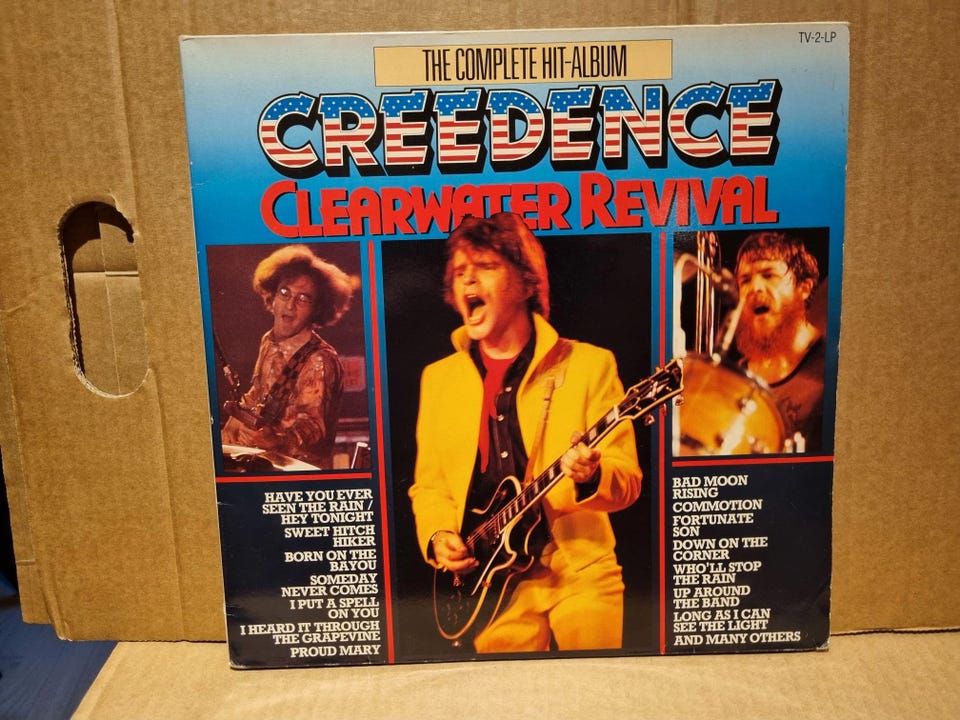 TV-2-LP
THE COMPLETE HIT-ALBUM
CREEDENCE
CLEARWATER REVIVAL
HAVE YOU EVER
SEEN THE RAIN /
HEY TONIGHT
SWEET HITCH
HIKER
BORN ON THE
BAYOU
SOMEDAY
NEVER COMES
I PUT A SPELL
ON YOU
I HEARD IT THROUGH
THE GRAPEVINE
PROUD MARY
BAD MOON
RISING
COMMOTION
FORTUNATE
SON
DOWN ON THE
CORNER
WHO'LL STOP
THE RAIN
UP AROUND
THE BAND
LONG AS I CAN
SEE THE LIGHT
AND MANY OTHERS